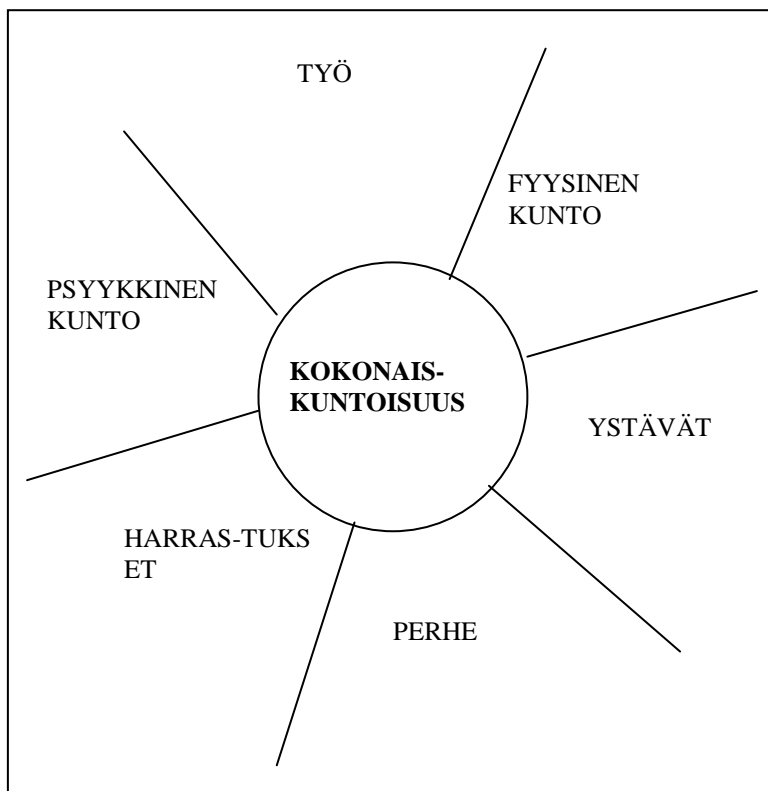 TYÖ
FYYSINEN
KUNTO
PSYYKKINEN
KUNTO
KOKONAIS-
KUNTOISUUS
YSTÄVÄT
HARRAS-TUKS
ET
PERHE